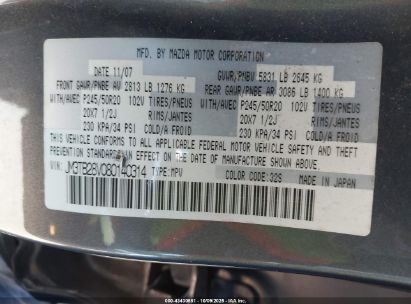 MFD BY MAZDA MOTOR CORPORATION
DATE 11/07 GVWR/PNBV 5831 LB 2645 KG
FRONT GAWR/PNBE AV 2813 LB 1276 KG REAR GAWR/PNBE AR 3086 LB 1400 KG
WITH/AVEC P245/50R20 102V TIRES/PNEUS WITH/AVEC P245/50R20 102V TIRES/PNEUS
20X7 1/2J 20X7 1/2J
230 KPA/34 PSI COLD/A FROID 230 KPA/34 PSI COLD/A FROID
THIS VEHICLE CONFORMS TO ALL APPLICABLE FEDERAL MOTOR VEHICLE SAFETY AND THEFT
PREVENTION STANDARDS IN EFFECT ON THE DATE OF MANUFACTURE SHOWN ABOVE.
VIN: JM3TB28V080140314 TYPE: MPV COLOR CODE: 32S MADE IN JAPAN